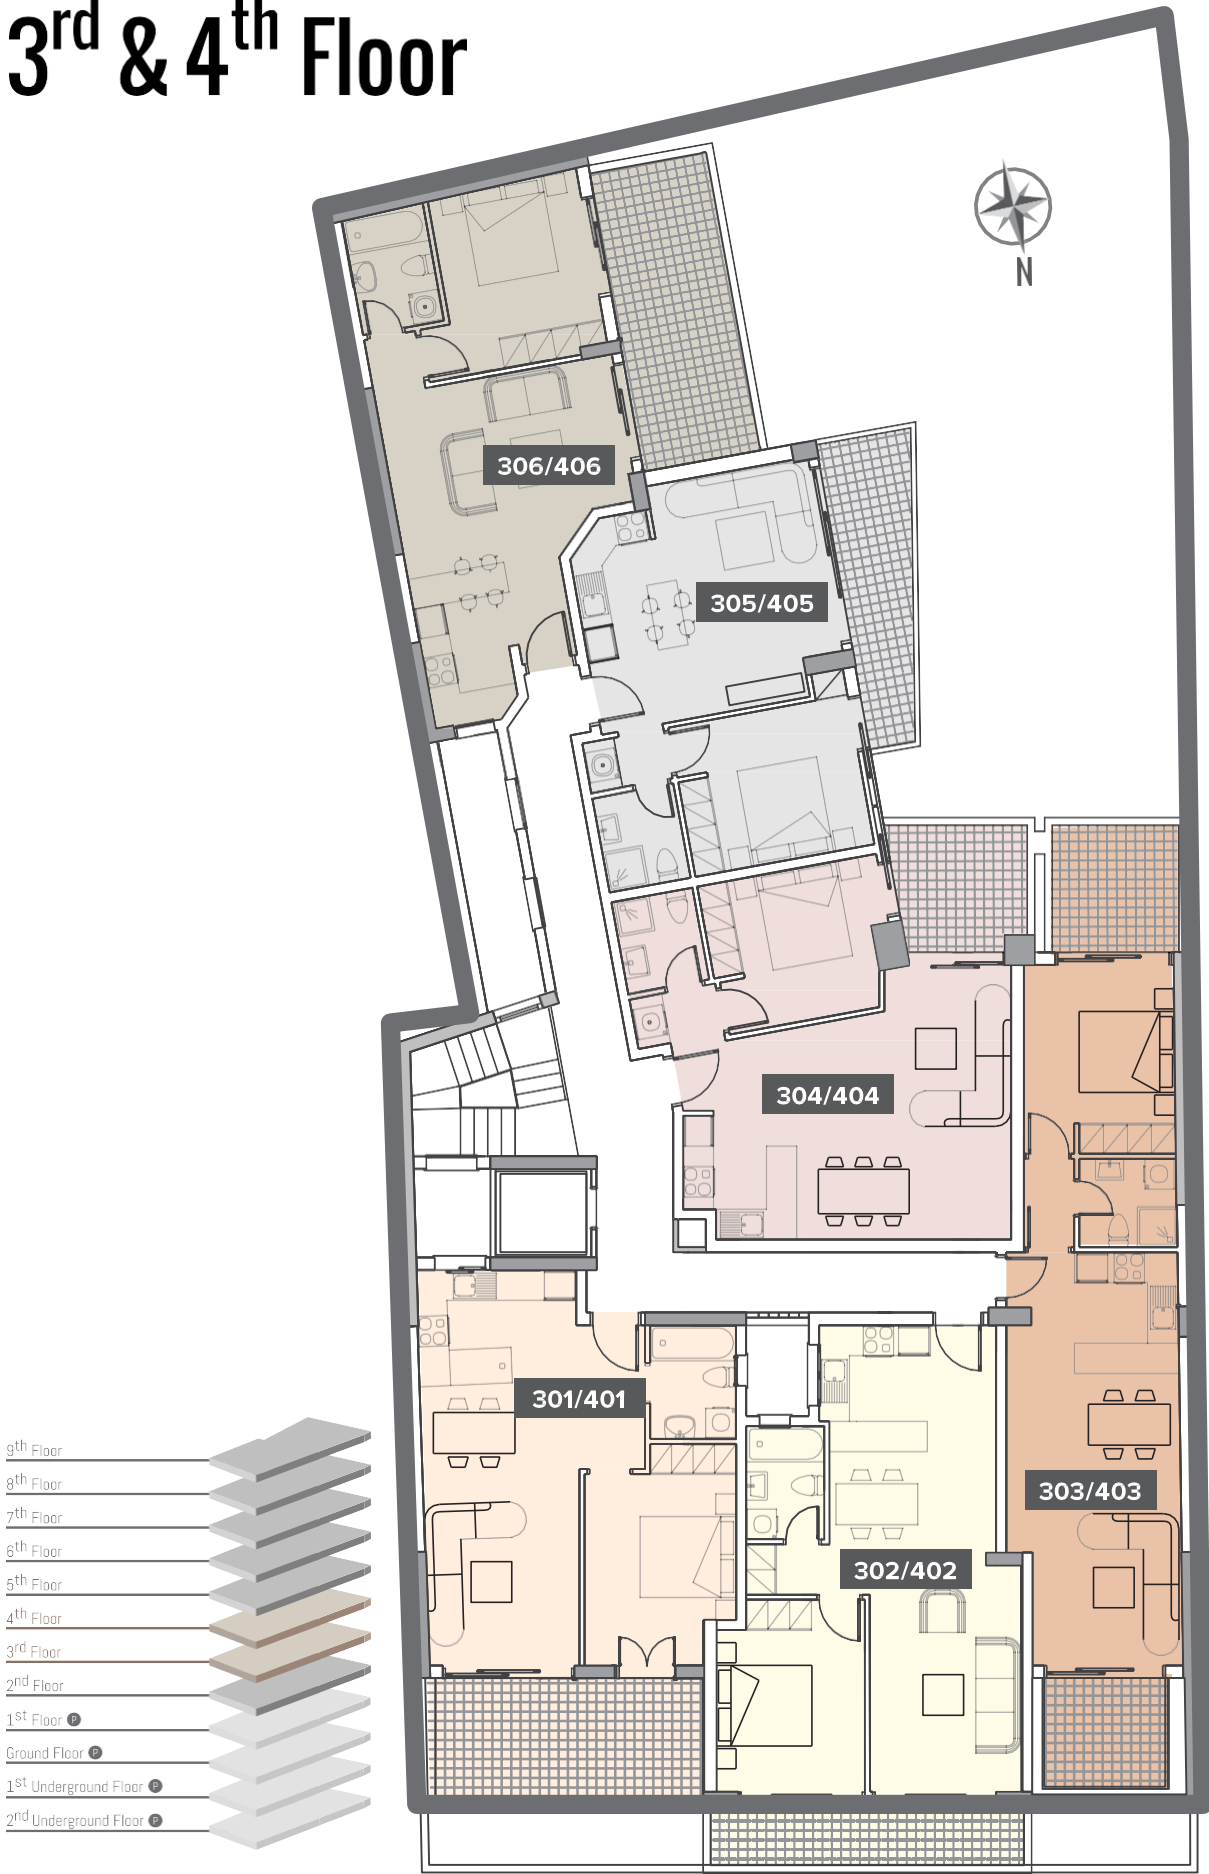 3rd & 4th Floor
N
306/406
305/405
304/404
301/401
303/403
302/402
9th Floor
8th Floor
7th Floor
6th Floor
5th Floor
4th Floor
3rd Floor
2nd Floor
1st Floor P
Ground Floor P
1st Underground Floor P
2nd Underground Floor P